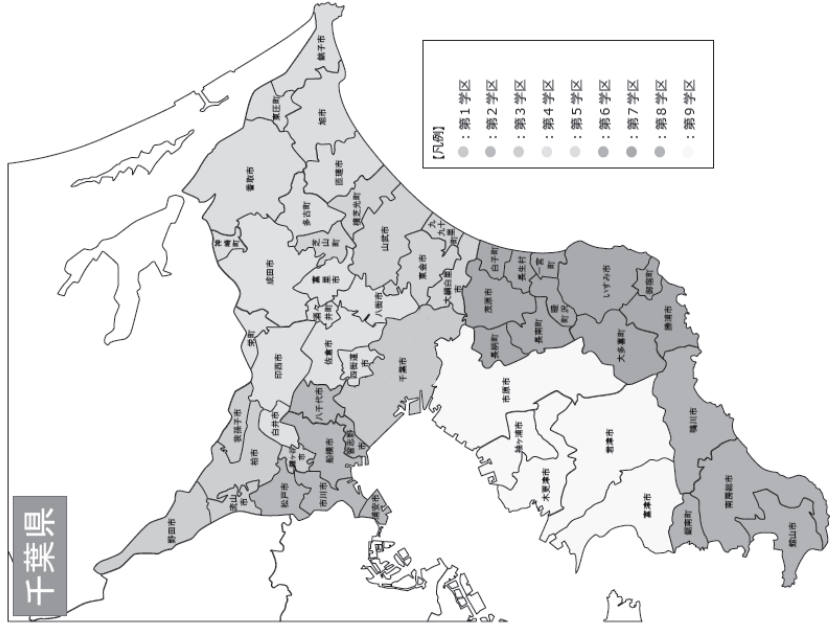 千葉県
【凡例】
●：第1学区
●：第2学区
●：第3学区
●：第4学区
●：第5学区
●：第6学区
●：第7学区
●：第8学区
●：第9学区
野田市
流山市
柏市
我孫子市
松戸市
鎌ケ谷市
白井市
市川市
船橋市
八千代市
習志野市
浦安市
千葉市
印西市
栄町
佐倉市
四街道市
酒々井町
成田市
富里市
八街市
神崎町
香取市
多古町
芝山町
横芝光町
匝瑳市
旭市
東庄町
銚子市
山武市
東金市
九十九里町
大網白里市
白子町
茂原市
長生村
一宮町
長柄町
長南町
睦沢町
いすみ市
御宿町
大多喜町
勝浦市
市原市
袖ケ浦市
木更津市
君津市
富津市
鴨川市
鋸南町
南房総市
館山市